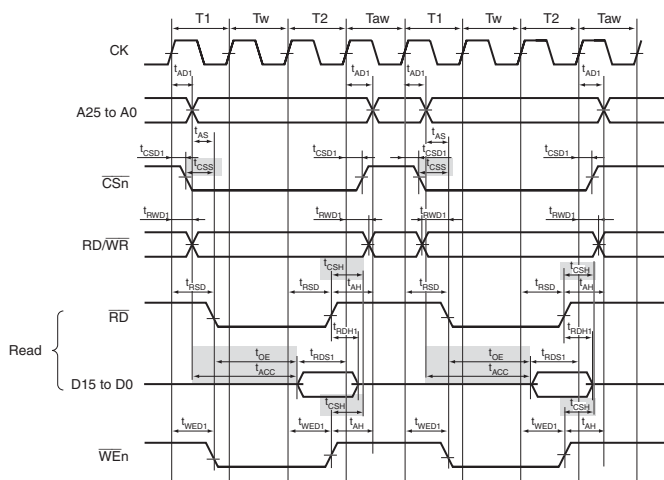 T1 Tw T2 Taw T1 Tw T2 Taw
CK
tAD1 tAD1 tAD1 tAD1
A25 to A0
tAS tAS
tCSD1 tCSD1 tCSD1 tCSD1
tCSS tCSS
CSn
tRWD1 tRWD1 tRWD1 tRWD1
RD/WR
tCSH tCSH
tRSD tRSD tAH tRSD tRSD tAH
RD
tRDH1 tRDH1
Read
tOE tRDS1 tOE tRDS1
tACC tACC
D15 to D0
tCSH tCSH
tWED1 tWED1 tAH tWED1 tWED1 tAH
WEn